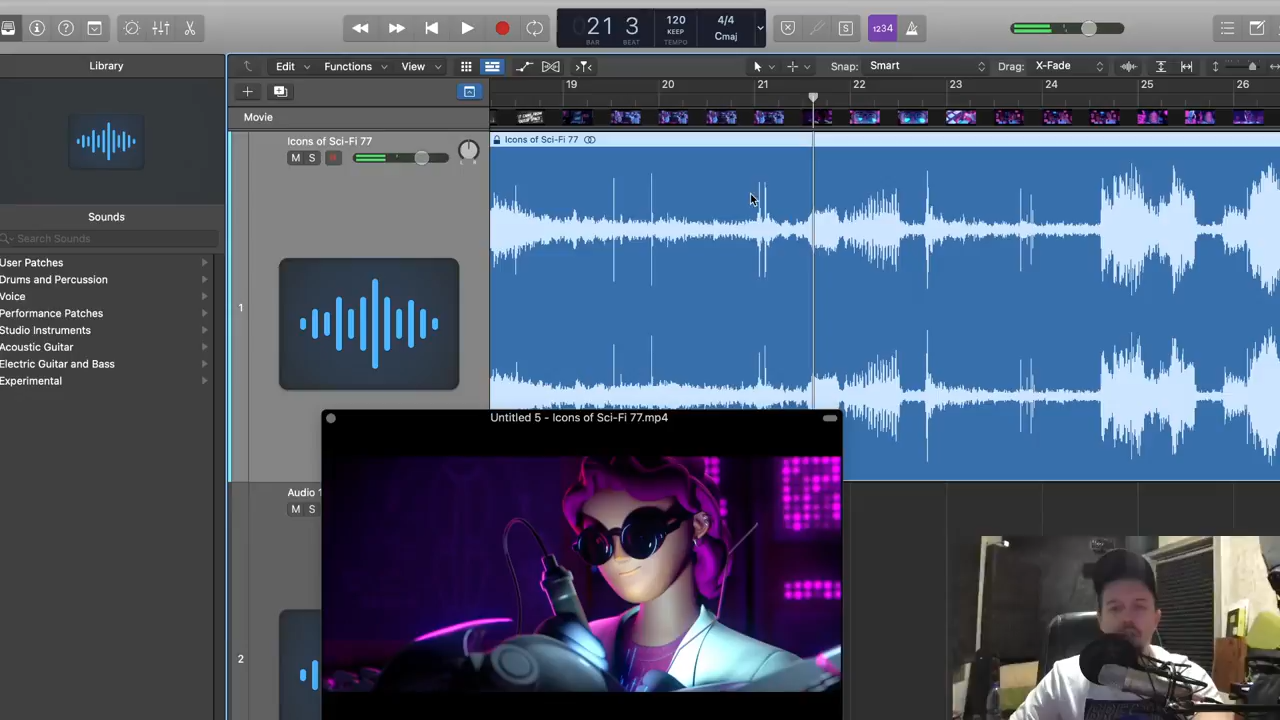 21 3
BAR BEAT
120
KEEP
TEMPO
4/4
Cmaj
S
1234
Library
Edit
Functions
View
Snap:
Smart
Drag:
X-Fade
19
20
21
22
23
24
25
26
Movie
Icons of Sci-Fi 77
M S
Icons of Sci-Fi 77
Sounds
Search Sounds
User Patches
Drums and Percussion
Voice
Performance Patches
Studio Instruments
Acoustic Guitar
Electric Guitar and Bass
Experimental
1
Untitled 5 - Icons of Sci-Fi 77.mp4
Audio 1
M S
2